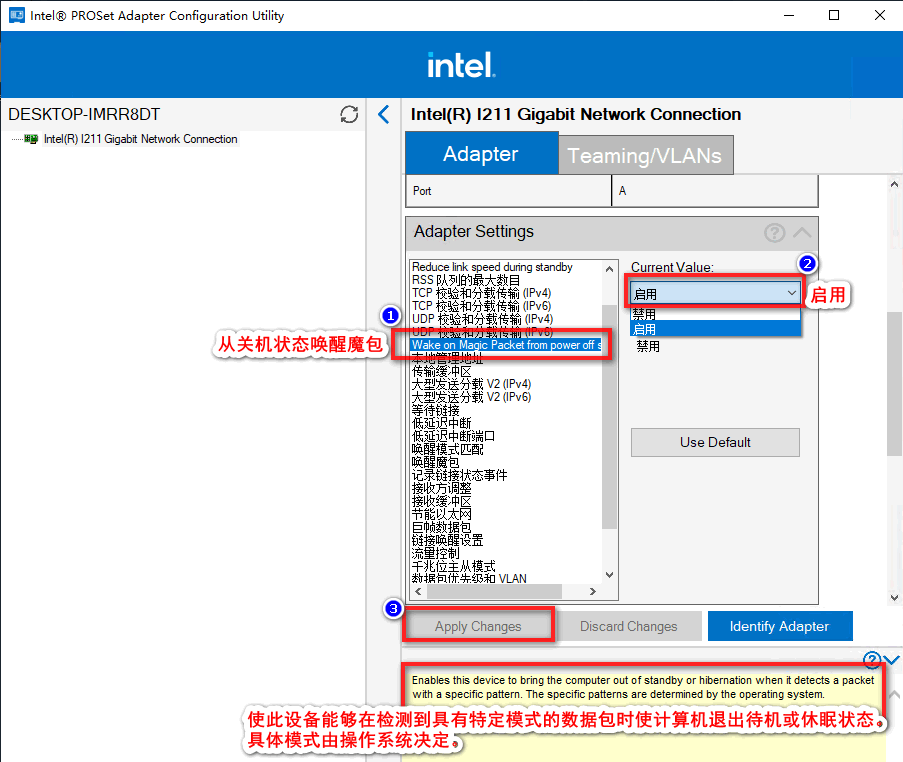 Intel® PROSet Adapter Configuration Utility
intel.
DESKTOP-IMRR8DT
Intel(R) I211 Gigabit Network Connection
Intel(R) I211 Gigabit Network Connection
Adapter
Teaming/VLANs
Port
A
Adapter Settings
?
Reduce link speed during standby
RSS 队列的最大数目
TCP 校验和分载传输 (IPv4)
TCP 校验和分载传输 (IPv6)
UDP 校验和分载传输 (IPv4)
UDP 校验和分载传输 (IPv6)
Wake on Magic Packet from power off s
本地管理地址
传输缓冲区
大型发送分载 V2 (IPv4)
大型发送分载 V2 (IPv6)
等待链接
低延迟中断
低延迟中断端口
唤醒模式匹配
唤醒魔包
记录链接状态事件
接收方调整
接收缓冲区
节能以太网
巨帧数据包
链接唤醒设置
流量控制
千兆位主从模式
数据包优先级和 VLAN
1
从关机状态唤醒魔包
Current Value:
2
启用
启用
禁用
启用
禁用
Use Default
3
Apply Changes
Discard Changes
Identify Adapter
?
Enables this device to bring the computer out of standby or hibernation when it detects a packet
with a specific pattern. The specific patterns are determined by the operating system.
使此设备能够在检测到具有特定模式的数据包时使计算机退出待机或休眠状态。
具体模式由操作系统决定。